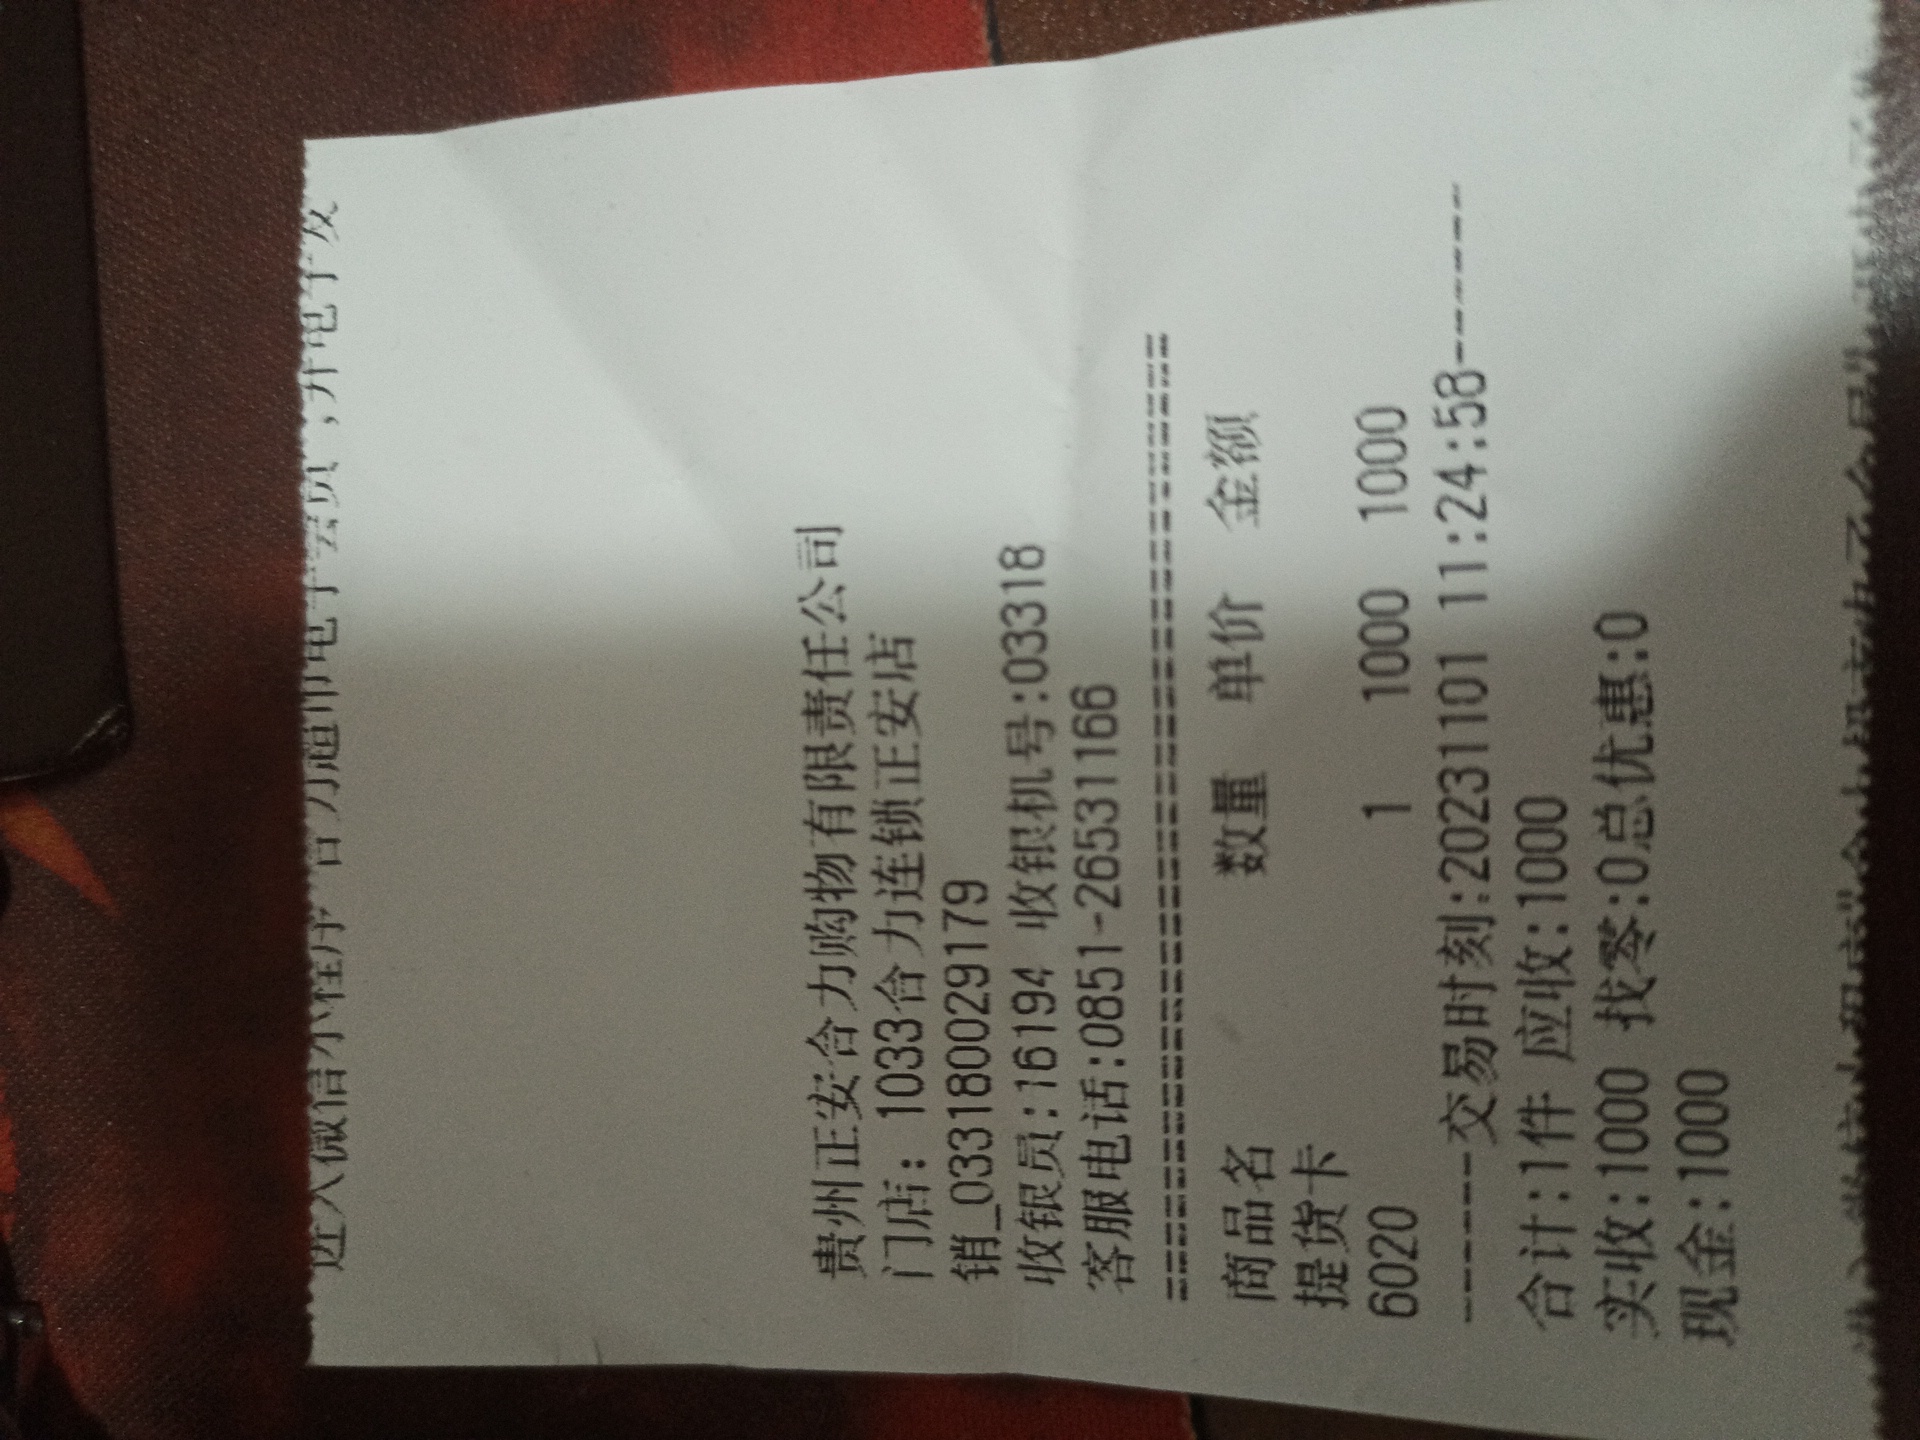 进入微信小程序 合力超市电子会员,开电子发
贵州正安合力购物有限责任公司
门店: 1033合力连锁正安店
销_0331800291​79
收银员:16194 收银机号:03318
客服电话:0851-26531166
================================
商品名 数量 单价 金额
提货卡
6020 1 1000 1000
-------交易时刻:20231101 11:24:58-------
合计:1件 应收:1000
实收:1000 找零:0总优惠:0
现金:1000